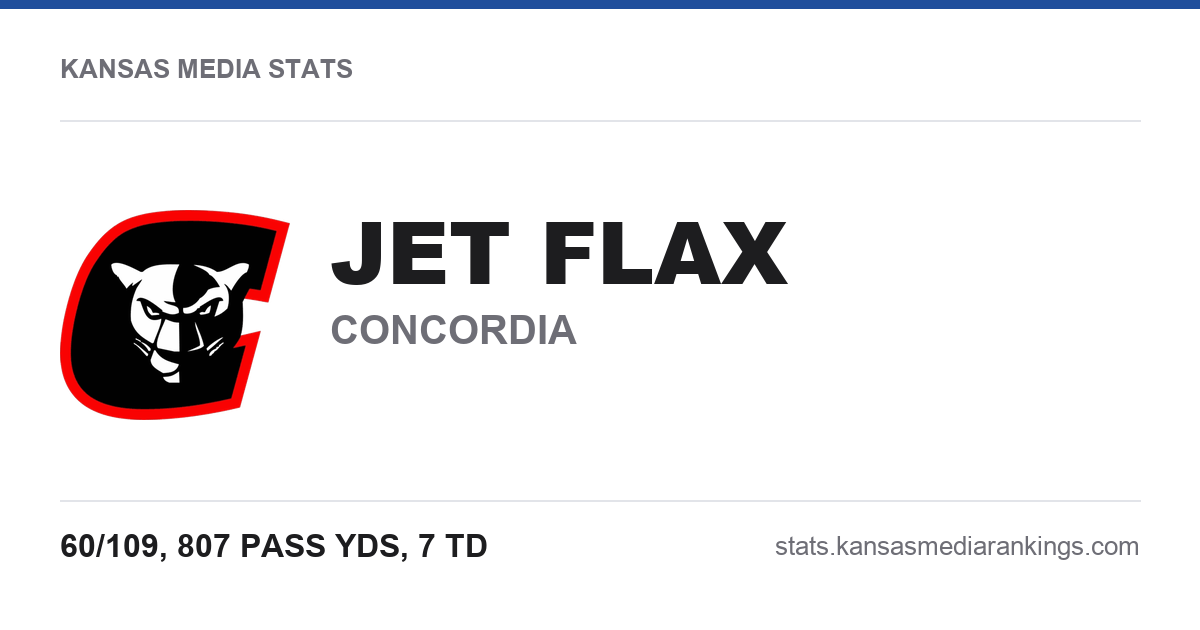 KANSAS MEDIA STATS
JET FLAX
CONCORDIA
60/109, 807 PASS YDS, 7 TD
stats.kansasmediarankings.com